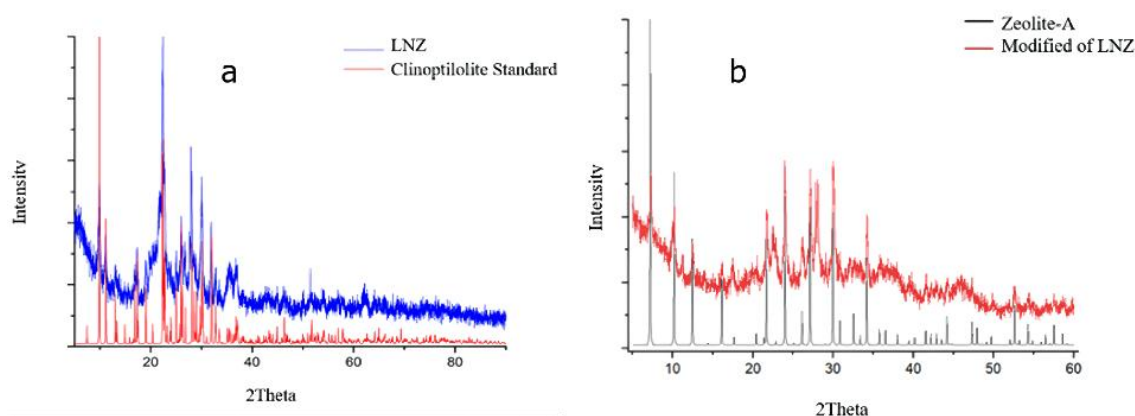 LNZ
Clinoptilolite Standard
a
Intensity
20
40
60
80
2Theta
Zeolite-A
Modified of LNZ
b
Intensity
10
20
30
40
50
60
2Theta